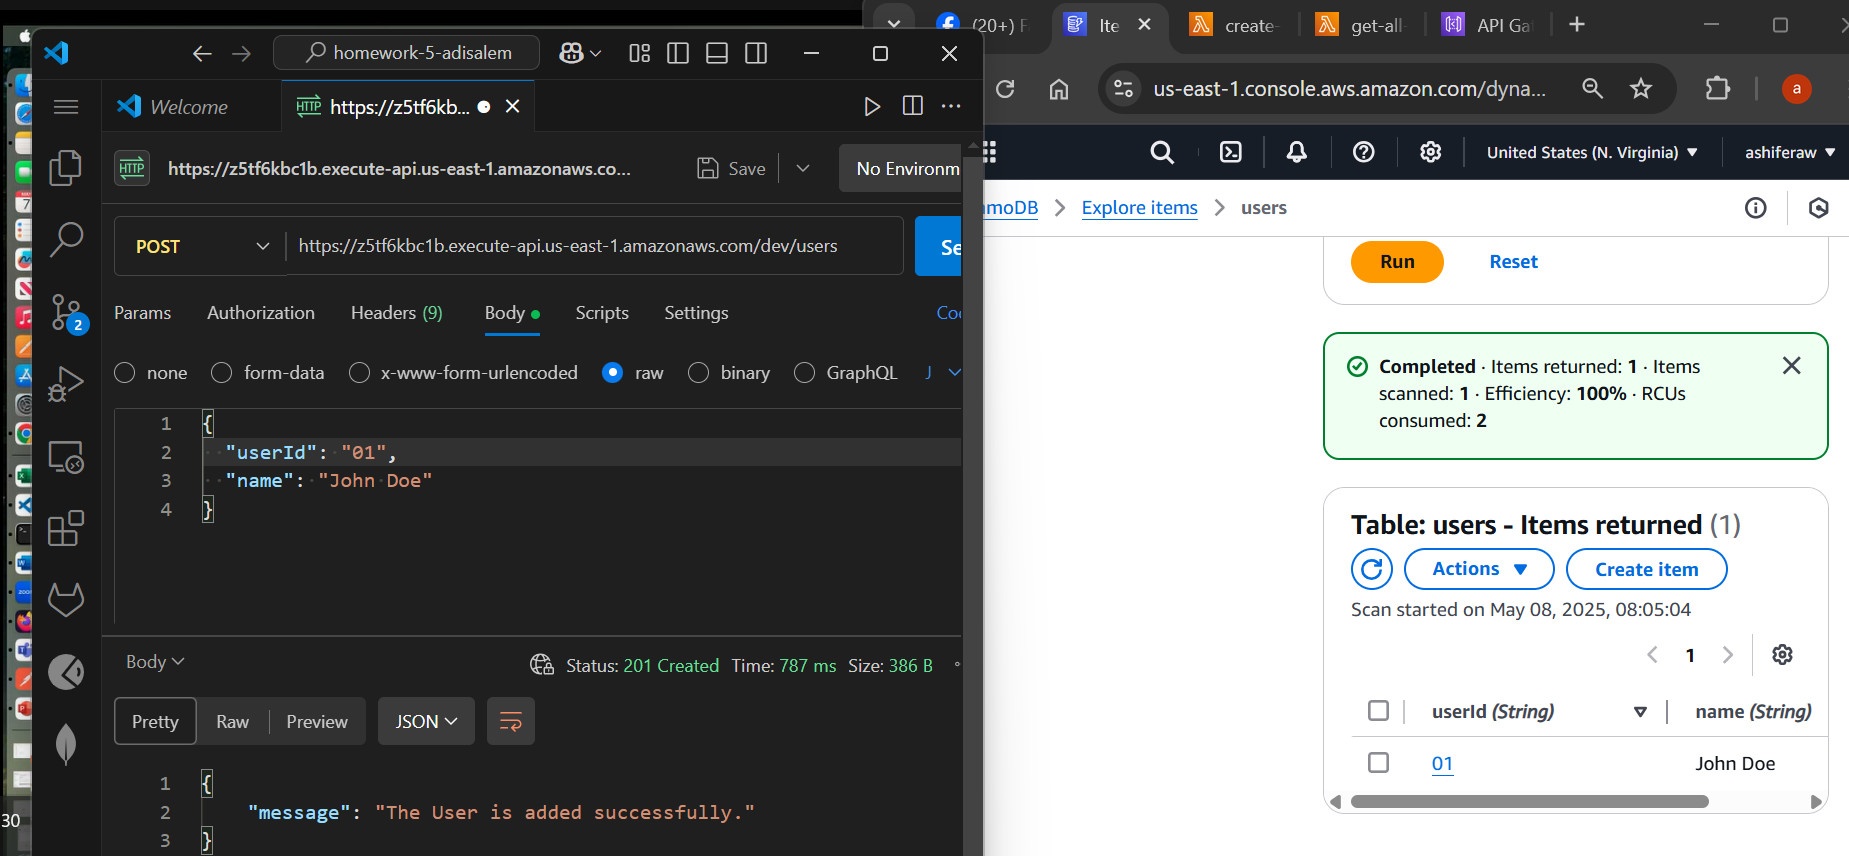 homework-5-adisalem
Welcome
HTTP https://z5tf6kb...
HTTP https://z5tf6kbc1b.execute-api.us-east-1.amazonaws.co...
Save
No Environm
POST
https://z5tf6kbc1b.execute-api.us-east-1.amazonaws.com/dev/users
Se
Params Authorization Headers (9) Body Scripts Settings
Coo
none form-data x-www-form-urlencoded raw binary GraphQL J
1 {
2 "userId": "01",
3 "name": "John Doe"
4 }
2
Body
Status: 201 Created Time: 787 ms Size: 386 B
Pretty Raw Preview JSON
1 {
2 "message": "The User is added successfully."
3 }
30
(20+) F
Ite
create-
get-all-
API Ga
us-east-1.console.aws.amazon.com/dyna...
a
United States (N. Virginia)
ashiferaw
amoDB
Explore items
users
Run
Reset
Completed · Items returned: 1 · Items
scanned: 1 · Efficiency: 100% · RCUs
consumed: 2
Table: users - Items returned (1)
Actions
Create item
Scan started on May 08, 2025, 08:05:04
1
userId (String)
name (String)
01
John Doe